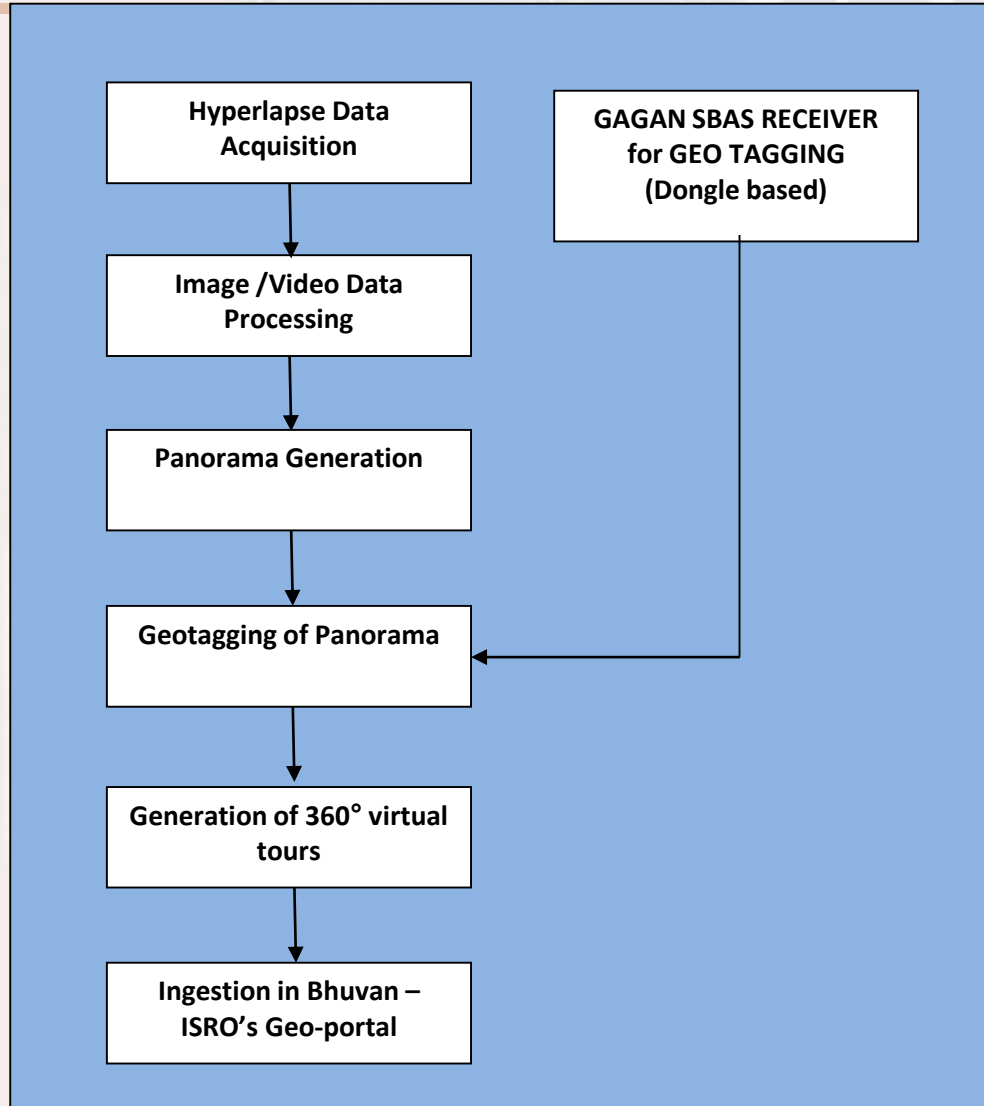 Hyperlapse Data
Acquisition
GAGAN SBAS RECEIVER
for GEO TAGGING
(Dongle based)
Image /Video Data
Processing
Panorama Generation
Geotagging of Panorama
Generation of 360° virtual
tours
Ingestion in Bhuvan –
ISRO’s Geo-portal